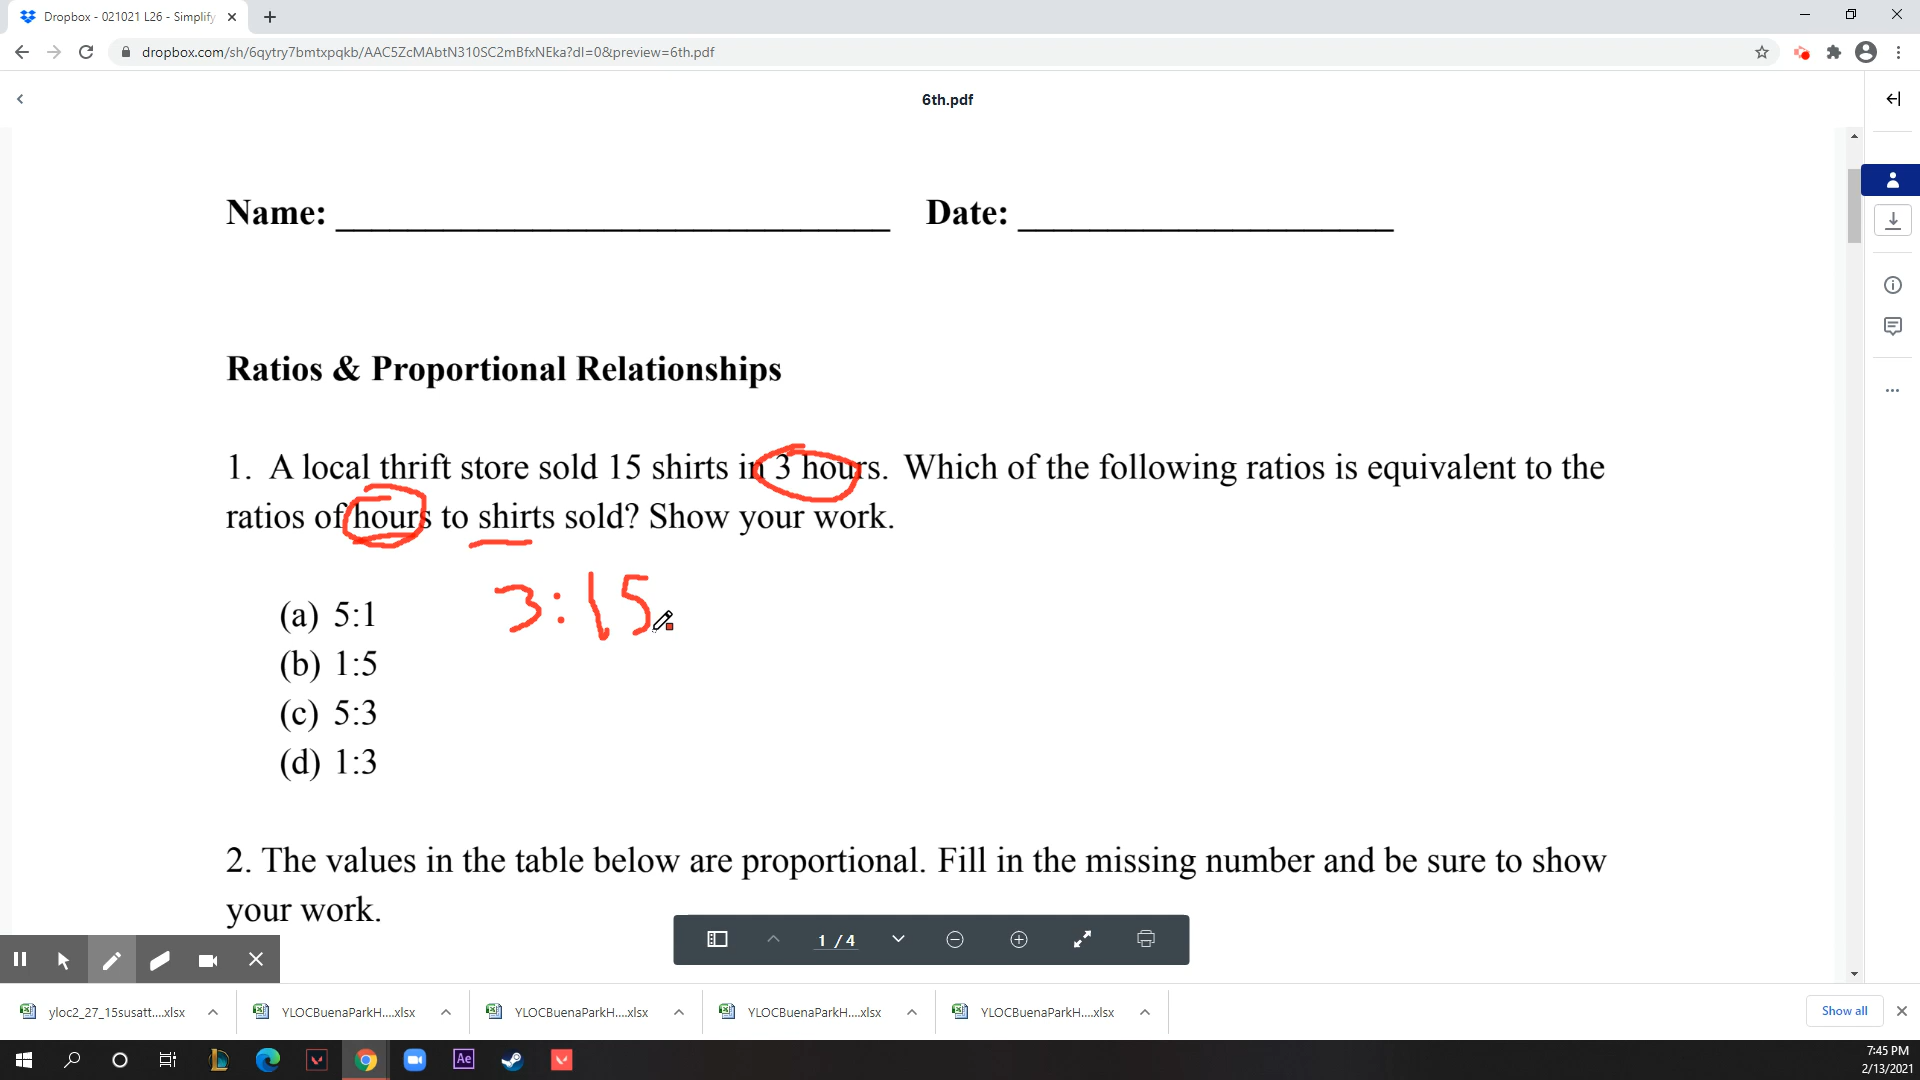 Dropbox - 021021 L26 - Simplify
dropbox.com/sh/6qytry7bmtxpqkb/AAC5ZcMAbtN310SC2mBfxNEka?dl=0&preview=6th.pdf
6th.pdf
Name: ______________________________ Date: ____________________
Ratios & Proportional Relationships
1. A local thrift store sold 15 shirts in 3 hours. Which of the following ratios is equivalent to the
ratios of hours to shirts sold? Show your work.
3:15
(a) 5:1
(b) 1:5
(c) 5:3
(d) 1:3
2. The values in the table below are proportional. Fill in the missing number and be sure to show
your work.
1 / 4
yloc2_27_15susatt....xlsx
YLOCBuenaParkH....xlsx
YLOCBuenaParkH....xlsx
YLOCBuenaParkH....xlsx
YLOCBuenaParkH....xlsx
Show all
Ae
7:45 PM
2/13/2021